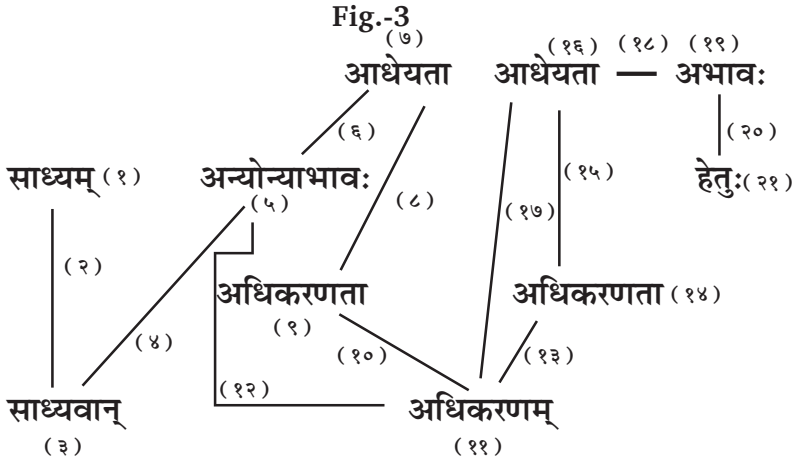 Fig.-3
(७)
आधेयता आधेयता (१६) (१८) अभावः (१९)
(६) (२०)
साध्यम् (१) अन्योन्याभावः (१५) हेतुः(२१)
(५) (८) (१७)
(२)
अधिकरणता अधिकरणता (१४)
(९)
(४) (१०) (१३)
(१२)
साध्यवान् अधिकरणम्
(३) (११)